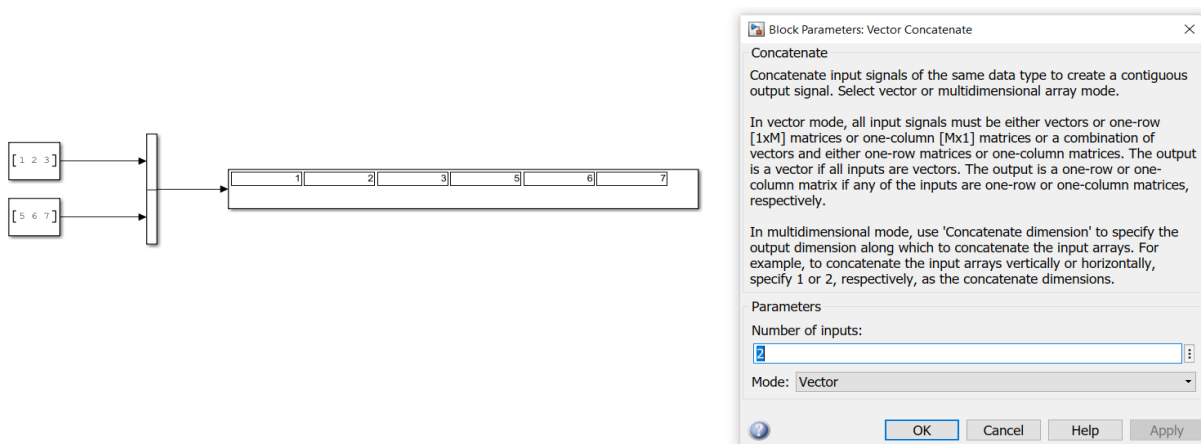 [1 2 3]
[5 6 7]
1 2 3 5 6 7
Block Parameters: Vector Concatenate
Concatenate
Concatenate input signals of the same data type to create a contiguous
output signal. Select vector or multidimensional array mode.
In vector mode, all input signals must be either vectors or one-row
[1xM] matrices or one-column [Mx1] matrices or a combination of
vectors and either one-row matrices or one-column matrices. The output
is a vector if all inputs are vectors. The output is a one-row or one-
column matrix if any of the inputs are one-row or one-column matrices,
respectively.
In multidimensional mode, use 'Concatenate dimension' to specify the
output dimension along which to concatenate the input arrays. For
example, to concatenate the input arrays vertically or horizontally,
specify 1 or 2, respectively, as the concatenate dimensions.
Parameters
Number of inputs:
2
Mode: Vector
OK Cancel Help Apply